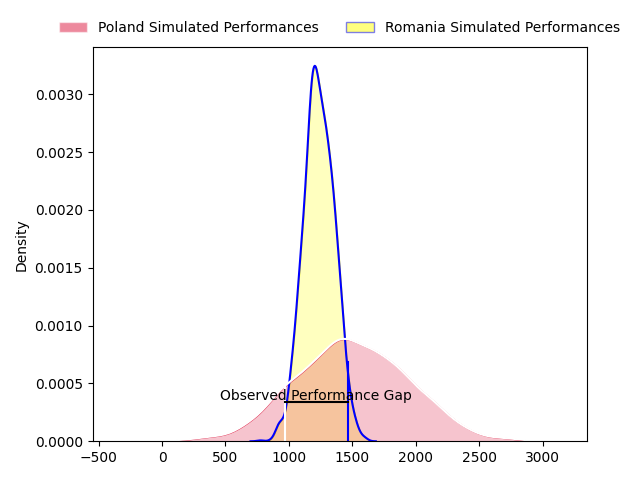 Poland Simulated Performances Romania Simulated Performances
0.0030
0.0025
0.0020
0.0015
0.0010
0.0005
0.0000
Density
Observed Performance Gap
−500 0 500 1000 1500 2000 2500 3000